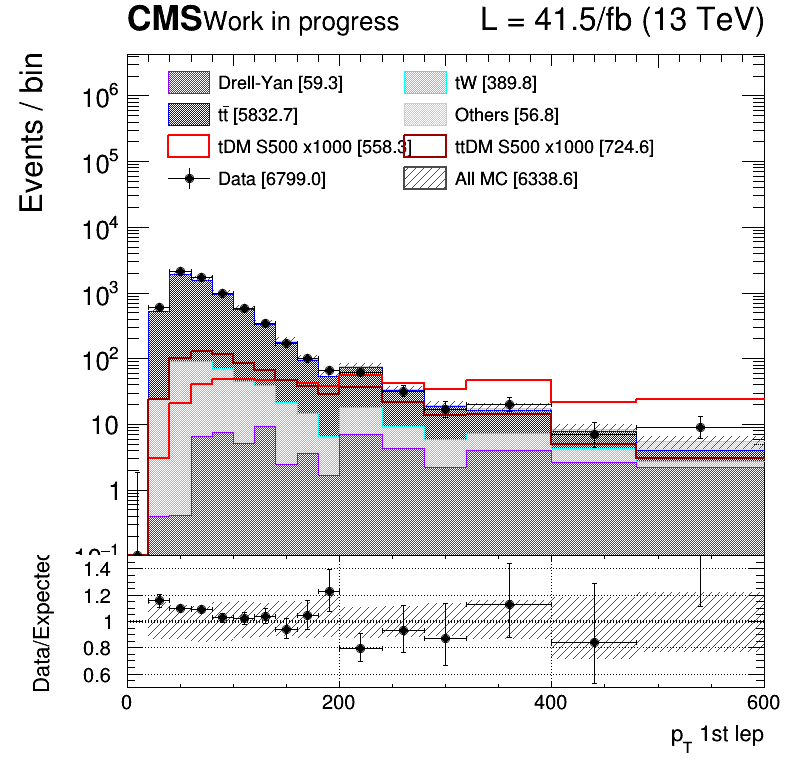 CMS Work in progress L = 41.5/fb (13 TeV)
Events / bin
Drell-Yan [59.3] tW [389.8]
tt̄ [5832.7] Others [56.8]
tDM S500 x1000 [558.3] ttDM S500 x1000 [724.6]
Data [6799.0] All MC [6338.6]
10⁶
10⁵
10⁴
10³
10²
10
1
10⁻¹
Data/Expected
1.4
1.2
1
0.8
0.6
0 200 400 600
p_T 1st lep